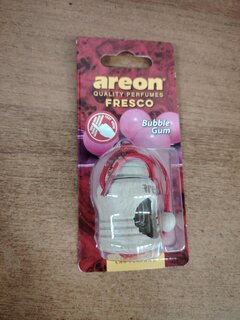 areon
QUALITY PERFUMES
FRESCO
Bubble
Gum